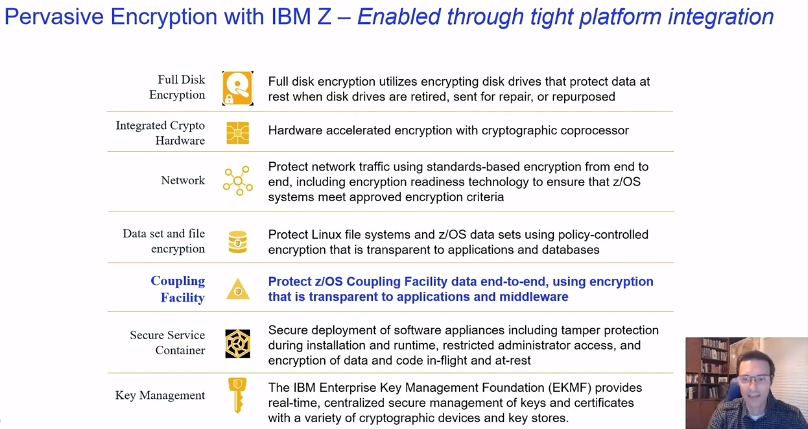 Pervasive Encryption with IBM Z – Enabled through tight platform integration
Full Disk
Encryption
Full disk encryption utilizes encrypting disk drives that protect data at
rest when disk drives are retired, sent for repair, or repurposed
Integrated Crypto
Hardware
Hardware accelerated encryption with cryptographic coprocessor
Network
Protect network traffic using standards-based encryption from end to
end, including encryption readiness technology to ensure that z/OS
systems meet approved encryption criteria
Data set and file
encryption
Protect Linux file systems and z/OS data sets using policy-controlled
encryption that is transparent to applications and databases
Coupling
Facility
Protect z/OS Coupling Facility data end-to-end, using encryption
that is transparent to applications and middleware
Secure Service
Container
Secure deployment of software appliances including tamper protection
during installation and runtime, restricted administrator access, and
encryption of data and code in-flight and at-rest
Key Management
The IBM Enterprise Key Management Foundation (EKMF) provides
real-time, centralized secure management of keys and certificates
with a variety of cryptographic devices and key stores.